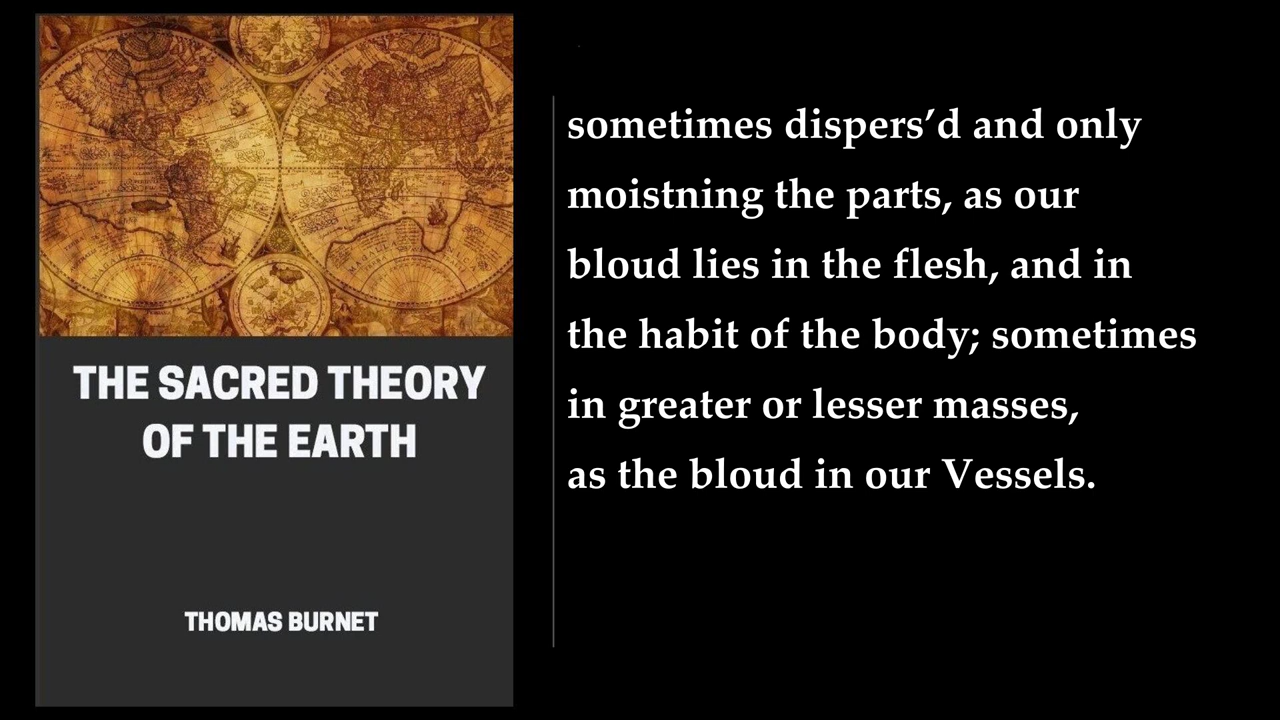 THE SACRED THEORY
OF THE EARTH
THOMAS BURNET
sometimes dispers’d and only
moistning the parts, as our
bloud lies in the flesh, and in
the habit of the body; sometimes
in greater or lesser masses,
as the bloud in our Vessels.